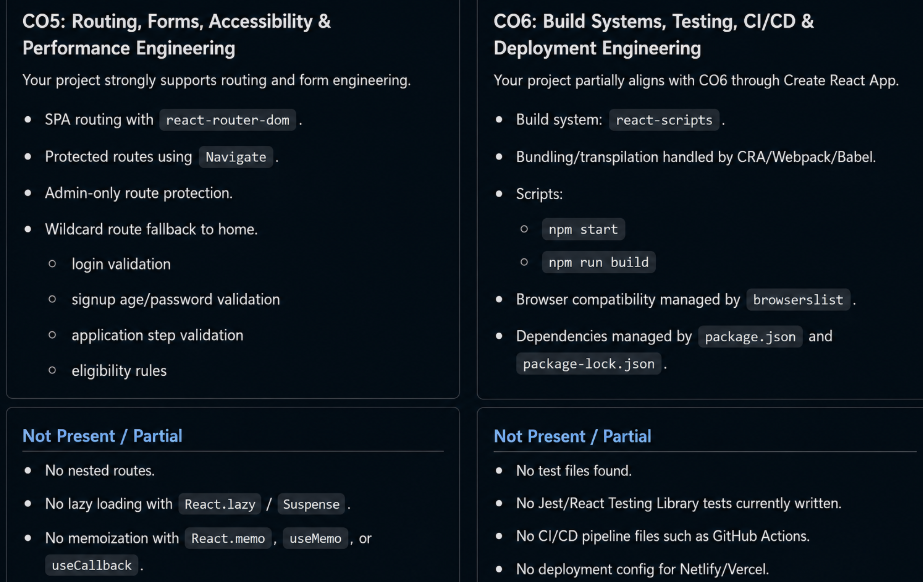 CO5: Routing, Forms, Accessibility &
Performance Engineering
Your project strongly supports routing and form engineering.
SPA routing with react-router-dom .
Protected routes using Navigate .
Admin-only route protection.
Wildcard route fallback to home.
login validation
signup age/password validation
application step validation
eligibility rules
Not Present / Partial
No nested routes.
No lazy loading with React.lazy / Suspense .
No memoization with React.memo , useMemo , or
useCallback .
CO6: Build Systems, Testing, CI/CD &
Deployment Engineering
Your project partially aligns with CO6 through Create React App.
Build system: react-scripts .
Bundling/transpilation handled by CRA/Webpack/Babel.
Scripts:
npm start
npm run build
Browser compatibility managed by browserslist .
Dependencies managed by package.json and
package-lock.json .
Not Present / Partial
No test files found.
No Jest/React Testing Library tests currently written.
No CI/CD pipeline files such as GitHub Actions.
No deployment config for Netlify/Vercel.